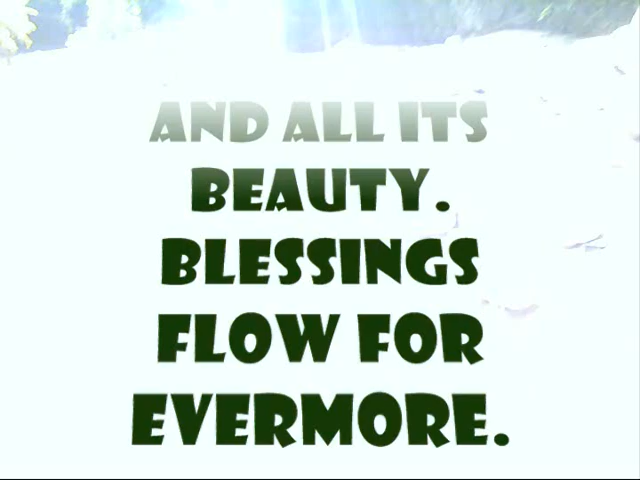 AND ALL ITS
BEAUTY.
BLESSINGS
FLOW FOR
EVERMORE.